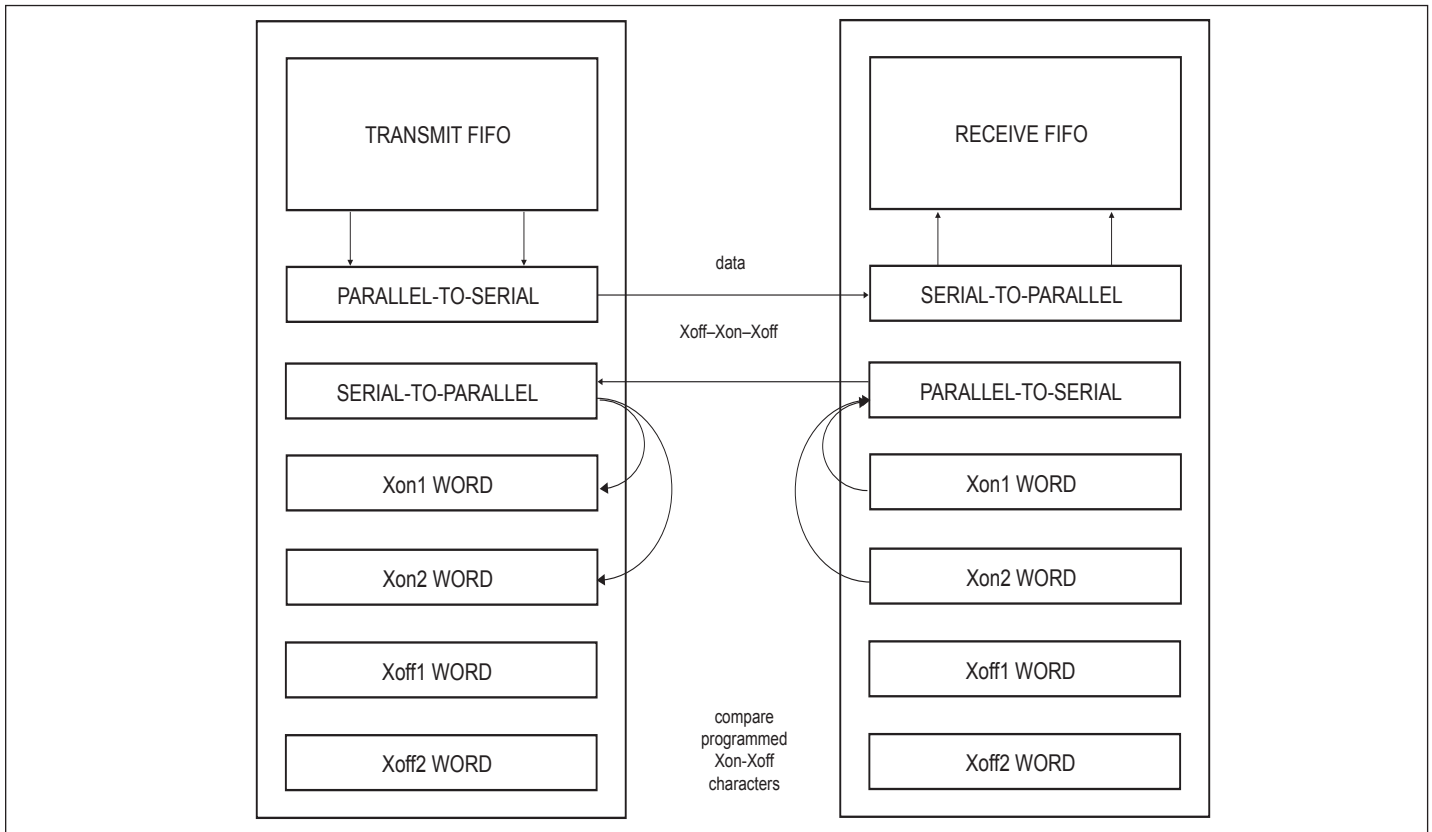 TRANSMIT FIFO
PARALLEL-TO-SERIAL
SERIAL-TO-PARALLEL
Xon1 WORD
Xon2 WORD
Xoff1 WORD
Xoff2 WORD
data
Xoff–Xon–Xoff
compare
programmed
Xon-Xoff
characters
RECEIVE FIFO
SERIAL-TO-PARALLEL
PARALLEL-TO-SERIAL
Xon1 WORD
Xon2 WORD
Xoff1 WORD
Xoff2 WORD